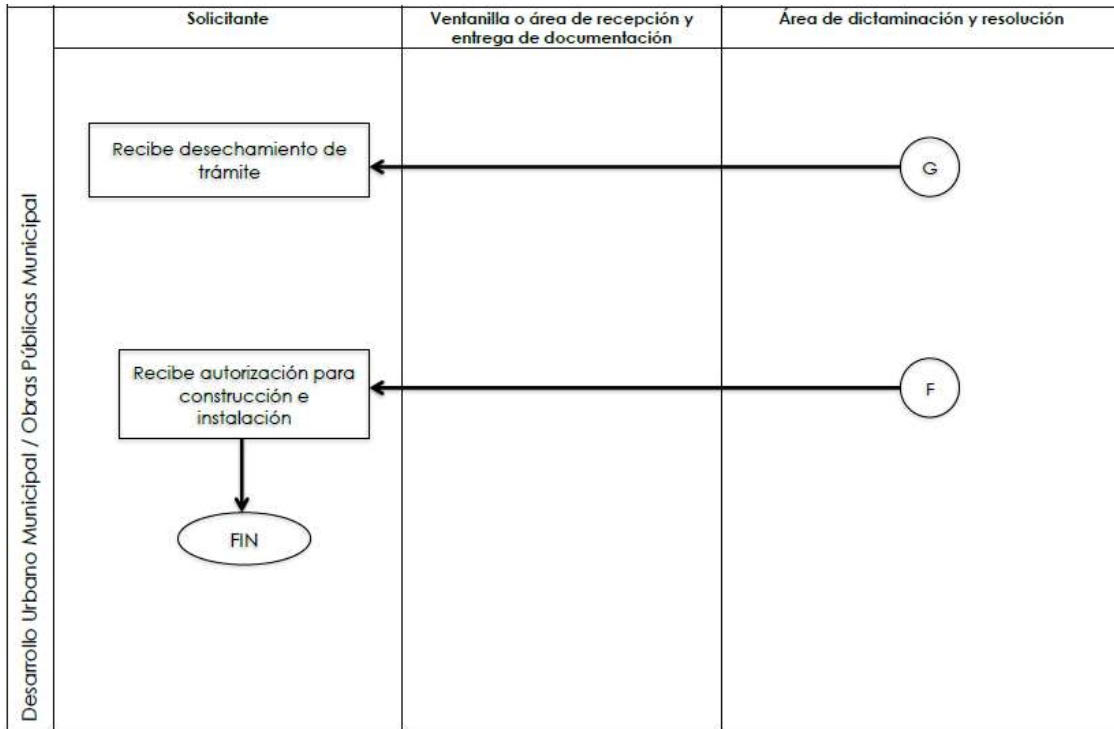 Solicitante
Ventanilla o área de recepción y
entrega de documentación
Área de dictaminación y resolución
Desarrollo Urbano Municipal / Obras Públicas Municipal
Recibe desechamiento de
trámite
G
Recibe autorización para
construcción e
instalación
F
FIN